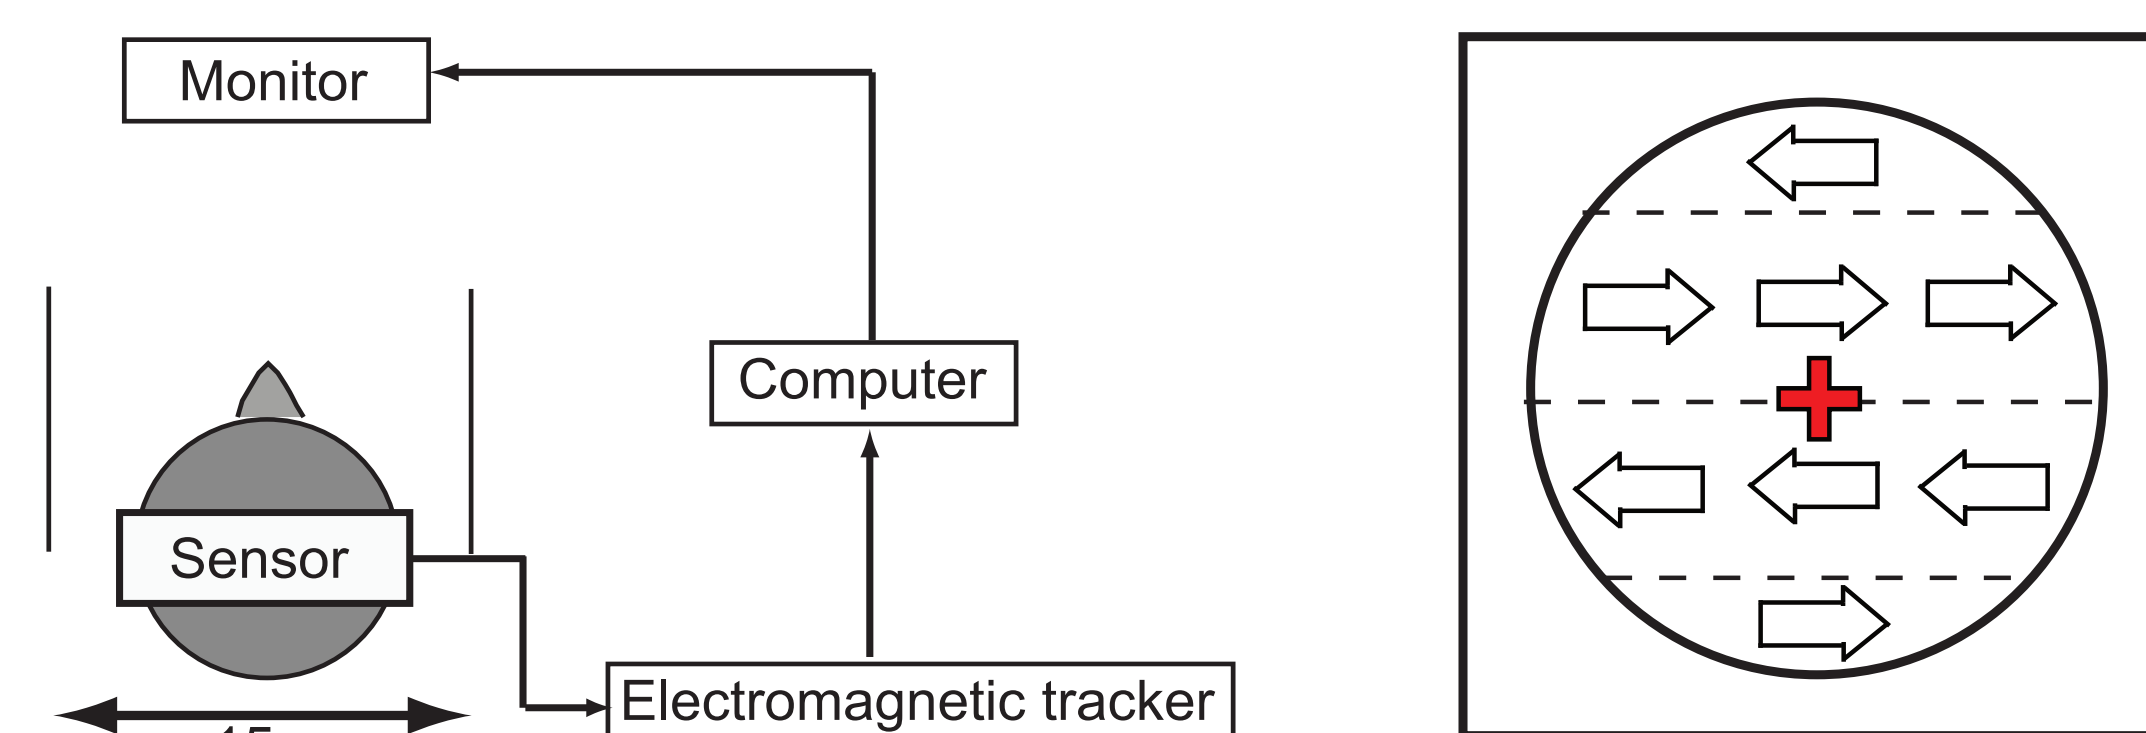 Monitor
Computer
Sensor
Electromagnetic tracker